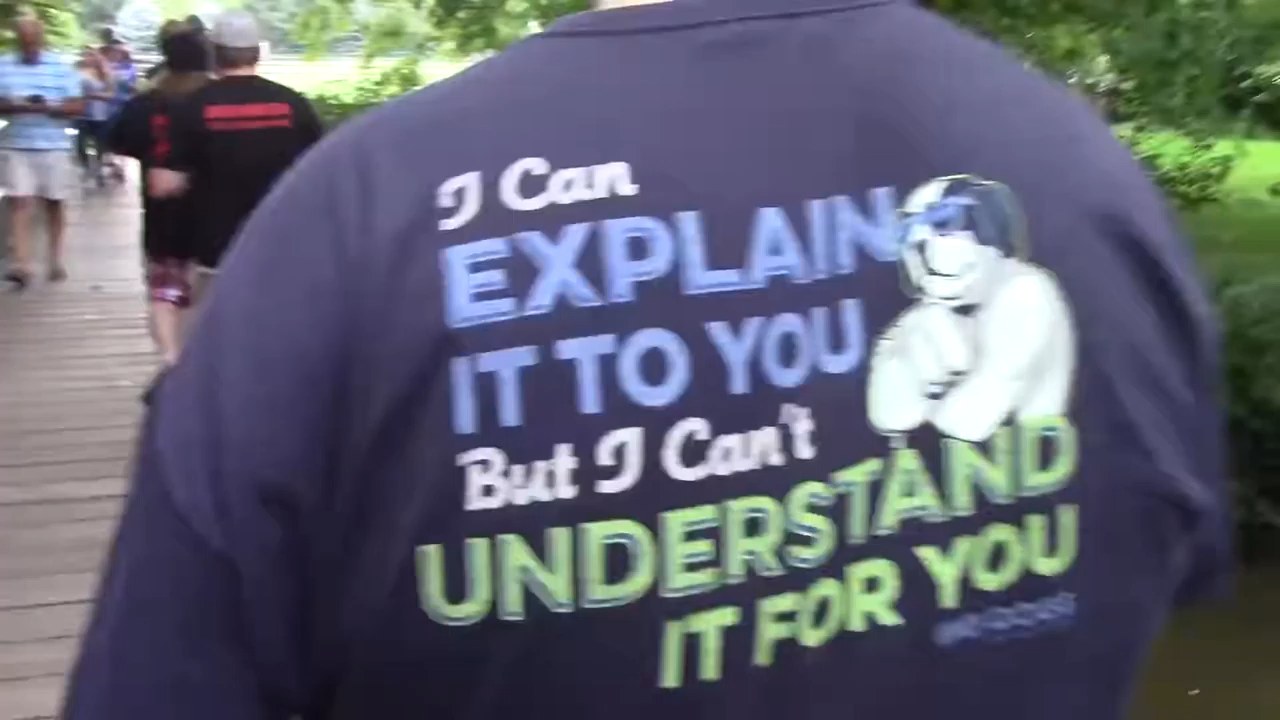 I Can
EXPLAIN
IT TO YOU
But I Can't
UNDERSTAND
IT FOR YOU